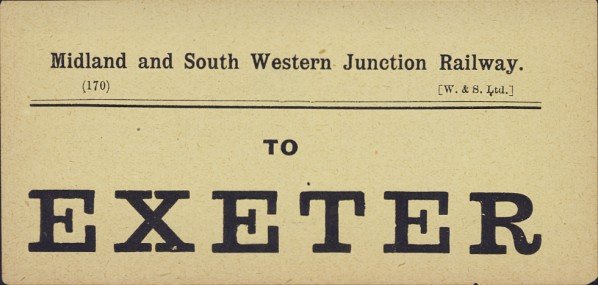 Midland and South Western Junction Railway.
(170) [W. & S. Ltd.]
TO
EXETER